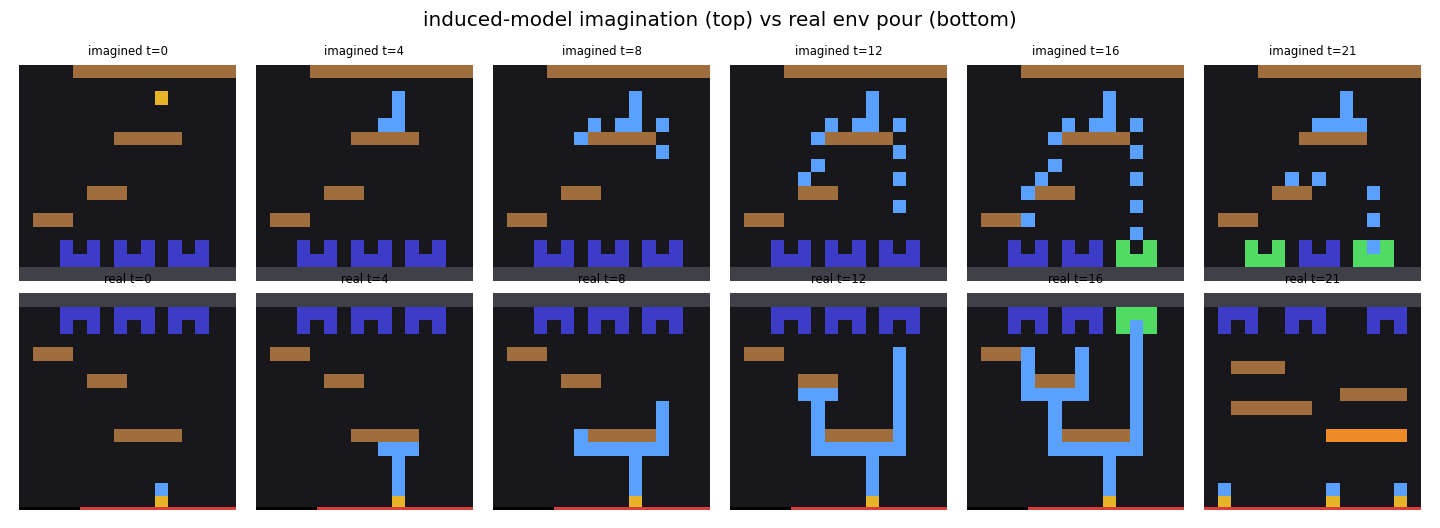 induced-model imagination (top) vs real env pour (bottom)
imagined t=0
imagined t=4
imagined t=8
imagined t=12
imagined t=16
imagined t=21
real t=0
real t=4
real t=8
real t=12
real t=16
real t=21